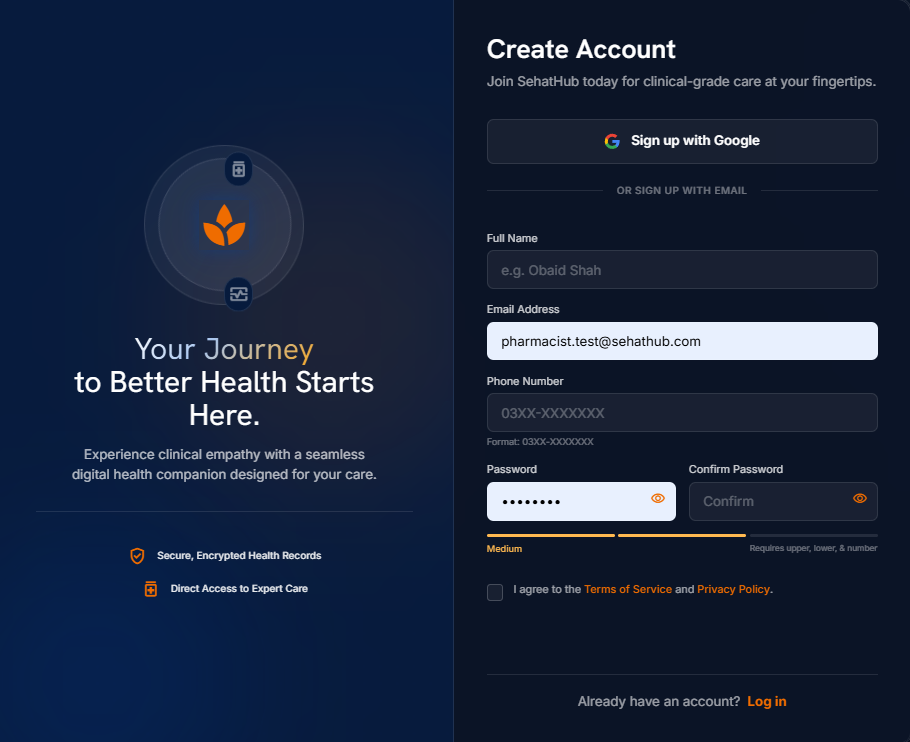 Your Journey
to Better Health Starts
Here.
Experience clinical empathy with a seamless
digital health companion designed for your care.
Secure, Encrypted Health Records
Direct Access to Expert Care
Create Account
Join SehatHub today for clinical-grade care at your fingertips.
Sign up with Google
OR SIGN UP WITH EMAIL
Full Name
e.g. Obaid Shah
Email Address
pharmacist.test@sehathub.com
Phone Number
03XX-XXXXXXX
Format: 03XX-XXXXXXX
Password Confirm Password
•••••••• Confirm
Medium Requires upper, lower, & number
I agree to the Terms of Service and Privacy Policy.
Already have an account? Log in